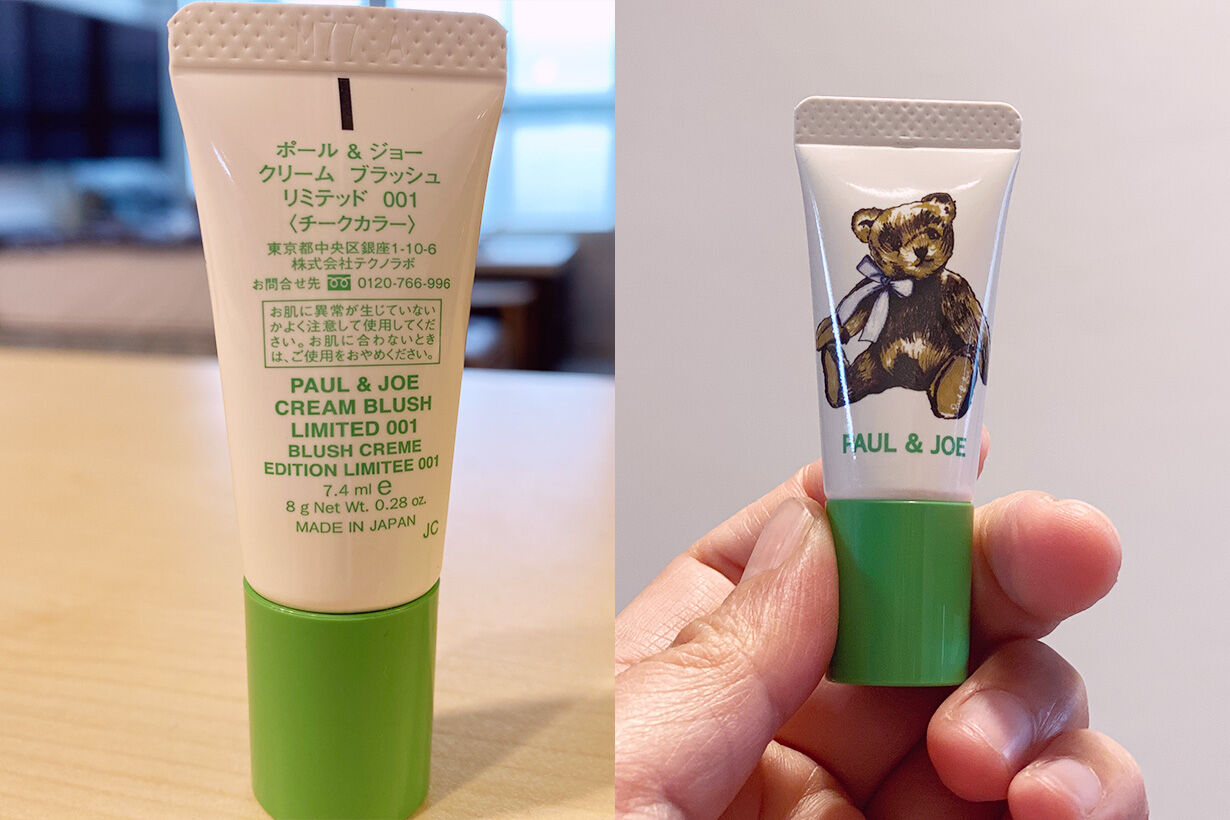 M77 A
ポール & ジョー
クリーム ブラッシュ
リミテッド 001
〈チークカラー〉
東京都中央区銀座1-10-6
株式会社テクノラボ
お問合せ先 0120-766-996
お肌に異常が生じていない
かよく注意して使用してくだ
さい。お肌に合わないとき
は、ご使用をおやめください。
PAUL & JOE
CREAM BLUSH
LIMITED 001
BLUSH CREME
EDITION LIMITEE 001
7.4 ml e
8 g Net Wt. 0.28 oz.
MADE IN JAPAN
JC
PAUL & JOE